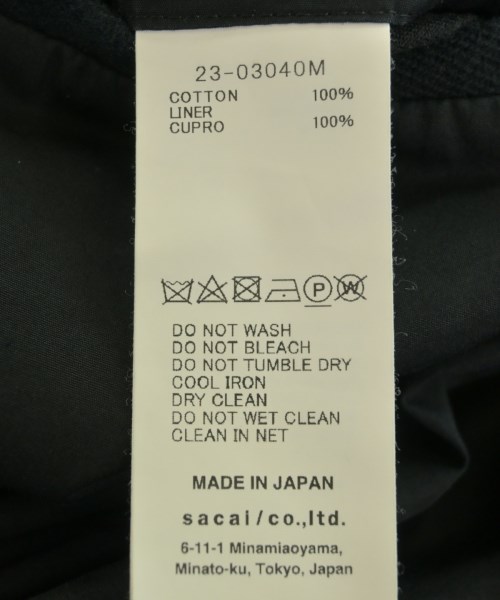 23-03040M
COTTON 100%
LINER
CUPRO 100%
P W
DO NOT WASH
DO NOT BLEACH
DO NOT TUMBLE DRY
COOL IRON
DRY CLEAN
DO NOT WET CLEAN
CLEAN IN NET
MADE IN JAPAN
sacai/co.,ltd.
6-11-1 Minamiaoyama,
Minato-ku, Tokyo, Japan